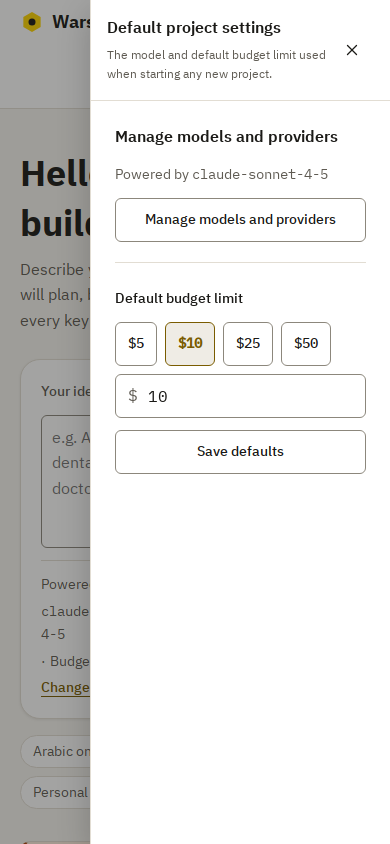 Wars
Default project settings
The model and default budget limit used
when starting any new project.
Manage models and providers
Powered by claude-sonnet-4-5
Manage models and providers
Default budget limit
$5
$10
$25
$50
$ 10
Save defaults
build
Describe
will plan,
every key
Your ide
e.g. A
denta
docto
Powere
claude
4-5
· Budge
Change
Arabic on
Personal